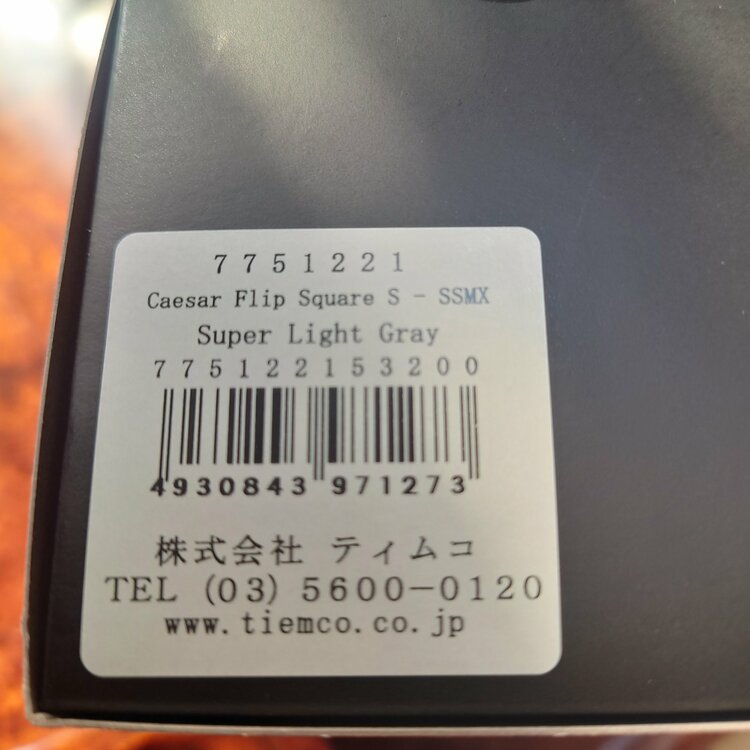 7751221
Caesar Flip Square S - SSMX
Super Light Gray
775122153200
4930843 971273
株式会社 ティムコ
TEL (03) 5600-0120
www.tiemco.co.jp